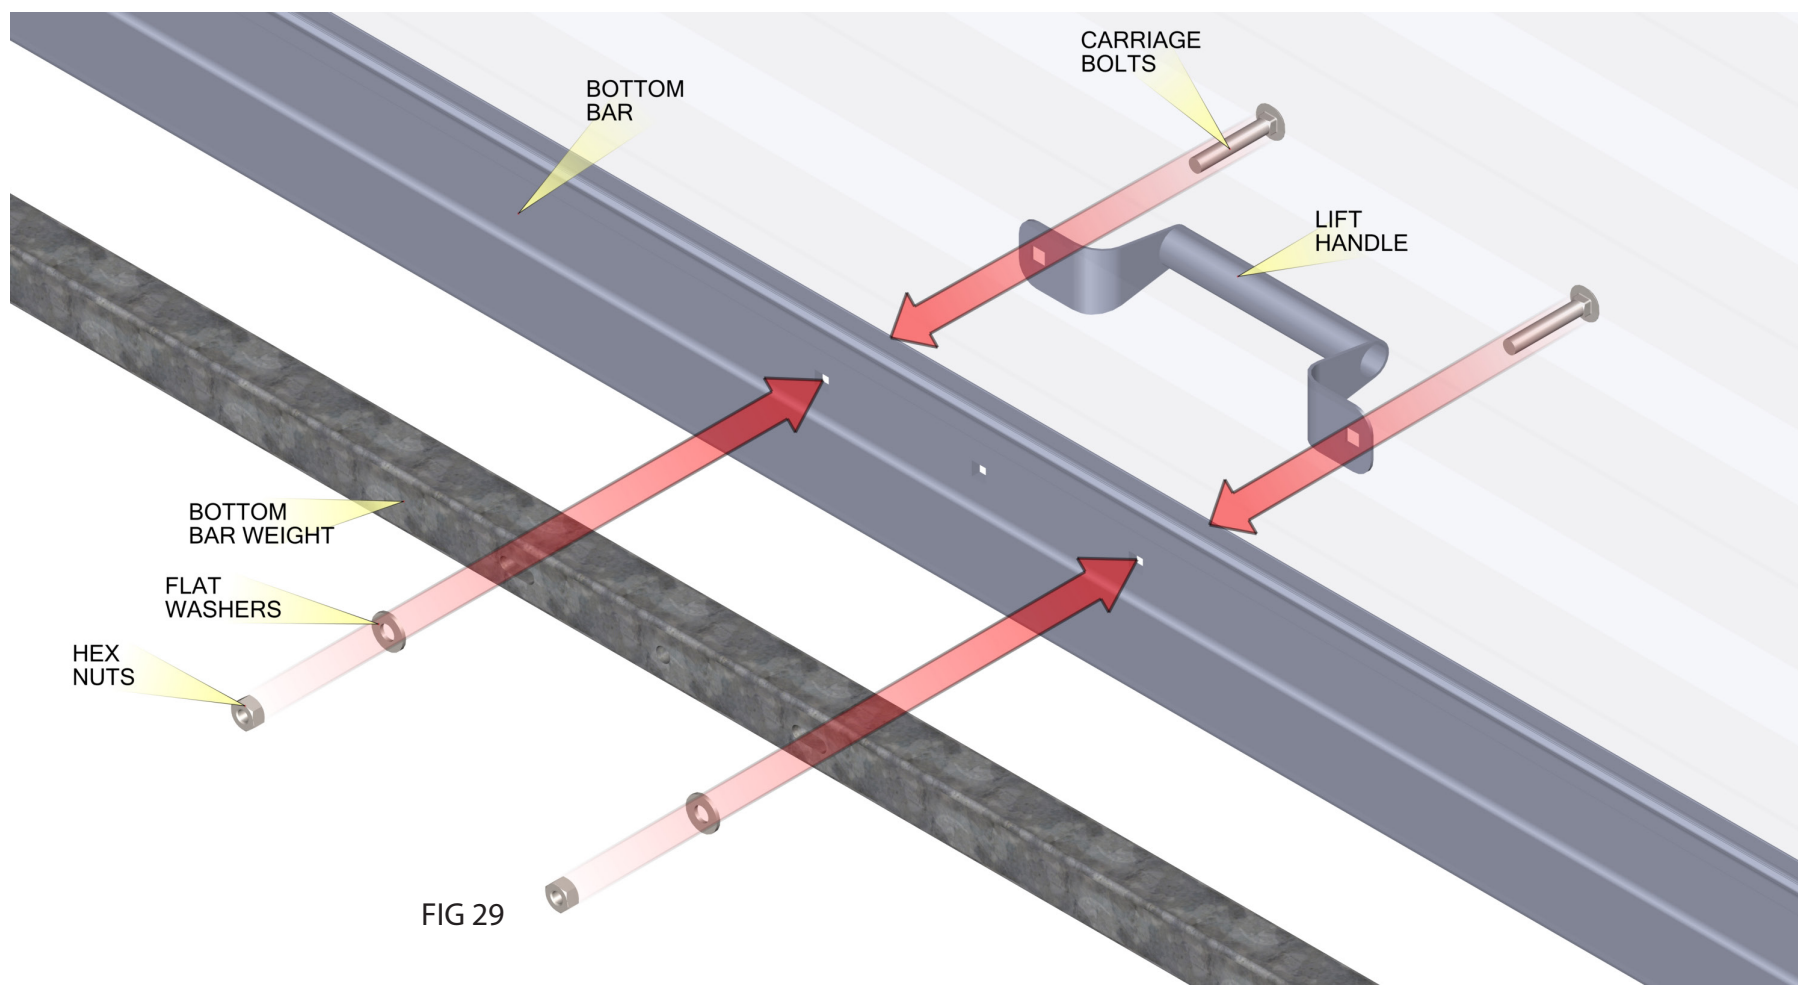 CARRIAGE
BOLTS
BOTTOM
BAR
LIFT
HANDLE
BOTTOM
BAR WEIGHT
FLAT
WASHERS
HEX
NUTS
FIG 29